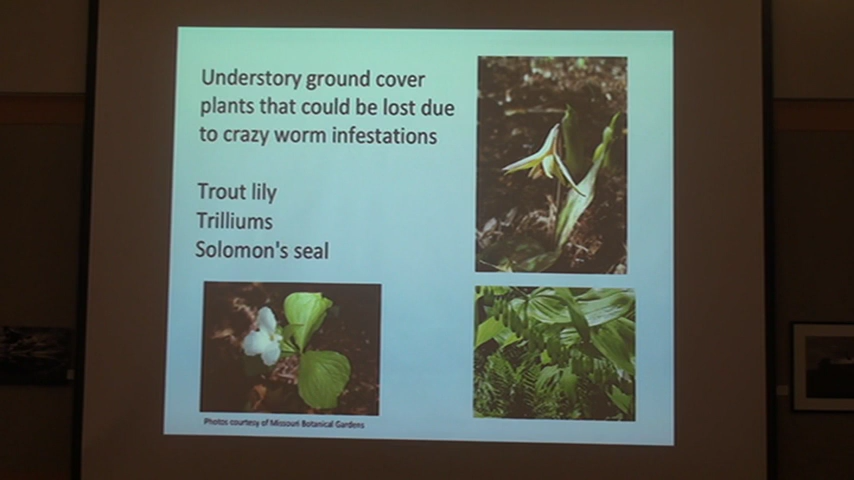 Understory ground cover
plants that could be lost due
to crazy worm infestations
Trout lily
Trilliums
Solomon's seal
Photos courtesy of Missouri Botanical Gardens